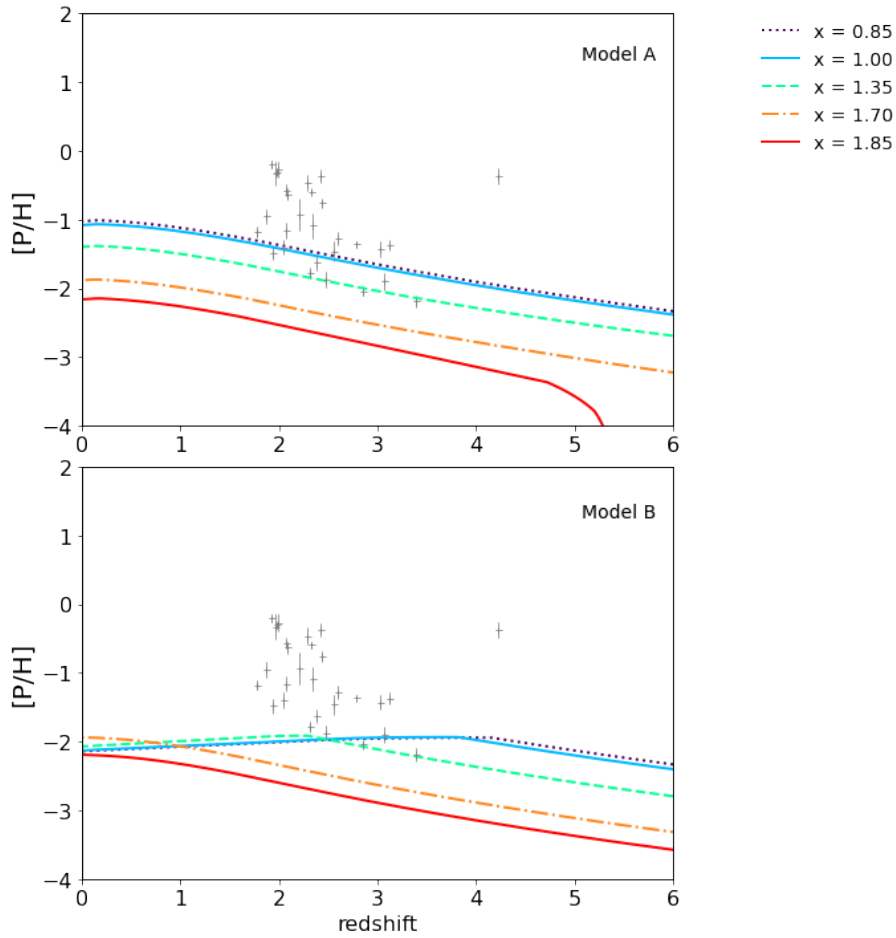 2
1
0
−1
−2
−3
−4
[P/H]
Model A
0 1 2 3 4 5 6
x = 0.85
x = 1.00
x = 1.35
x = 1.70
x = 1.85
2
1
0
−1
−2
−3
−4
[P/H]
Model B
0 1 2 3 4 5 6
redshift